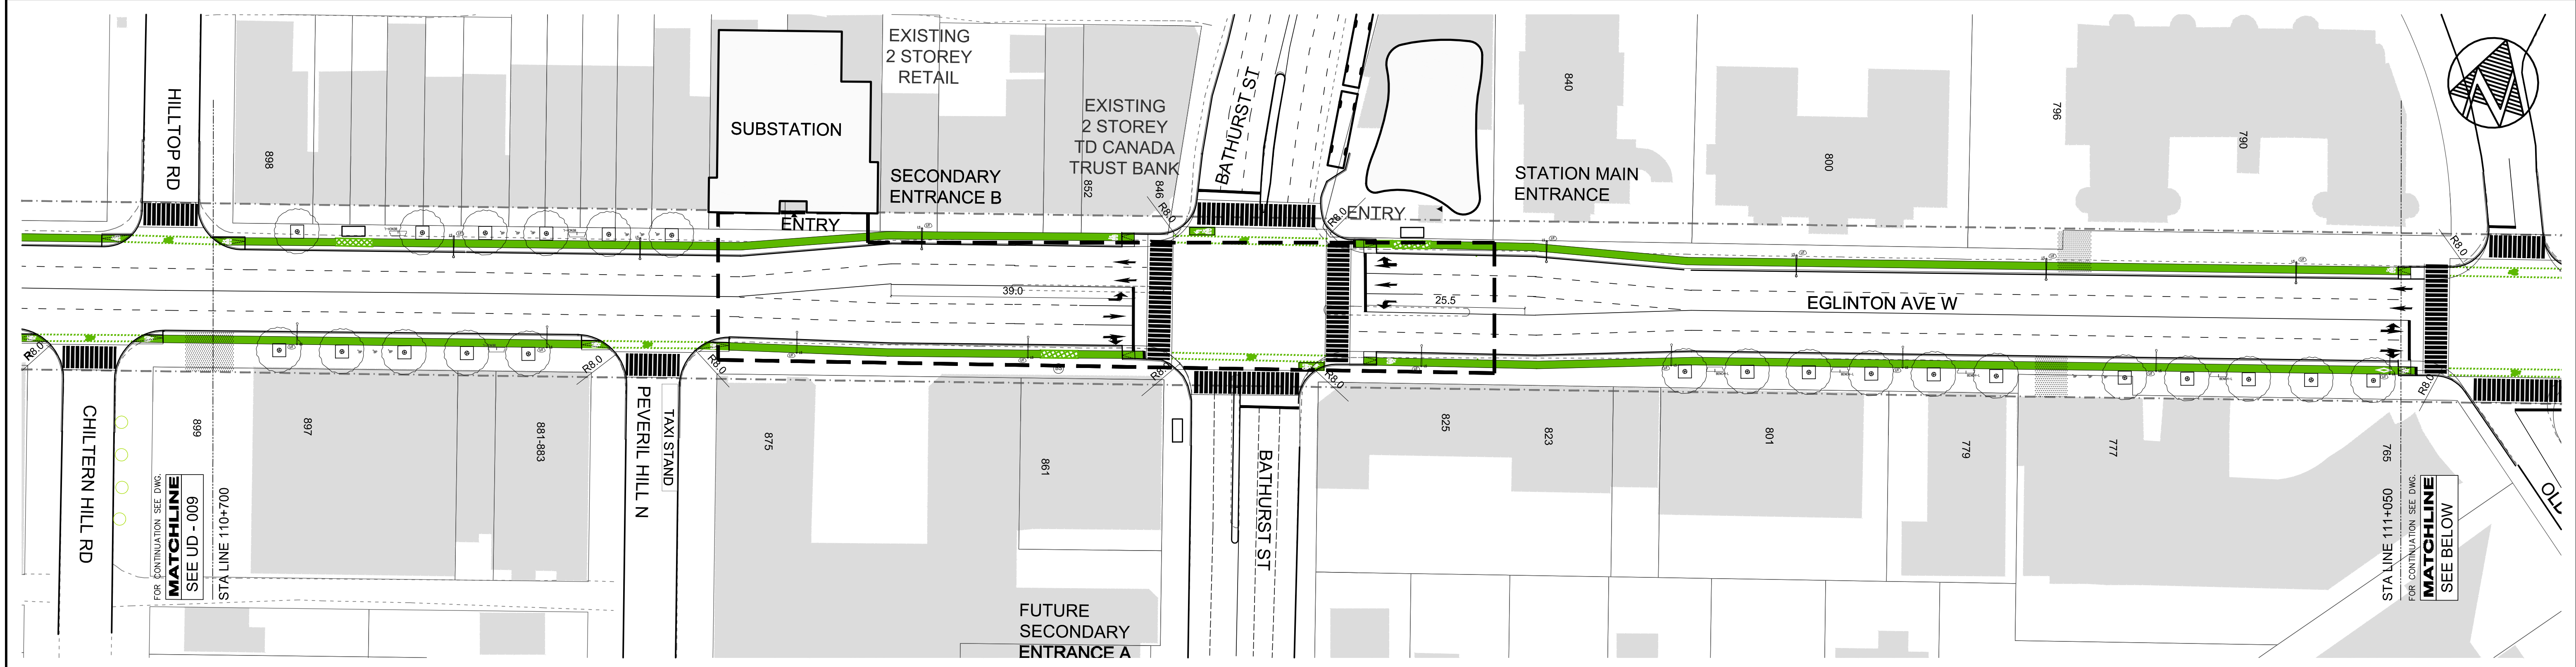 HILLTOP RD
898
SUBSTATION
ENTRY
EXISTING
2 STOREY
RETAIL
SECONDARY
ENTRANCE B
EXISTING
2 STOREY
TD CANADA
TRUST BANK
852
846
R8.0
BATHURST ST
R8.0
ENTRY
STATION MAIN
ENTRANCE
840
800
796
790
R8.0
39.0
25.5
EGLINTON AVE W
R8.0
R8.0
R8.0
R8.0
R8.0
R8.0
CHILTERN HILL RD
899
FOR CONTINUATION SEE DWG.
MATCHLINE
SEE UD - 009
STA LINE 110+700
897
881-883
PEVERIL HILL N
TAXI STAND
875
861
FUTURE
SECONDARY
ENTRANCE A
BATHURST ST
825
823
801
779
777
765
STA LINE 111+050
FOR CONTINUATION SEE DWG.
MATCHLINE
SEE BELOW